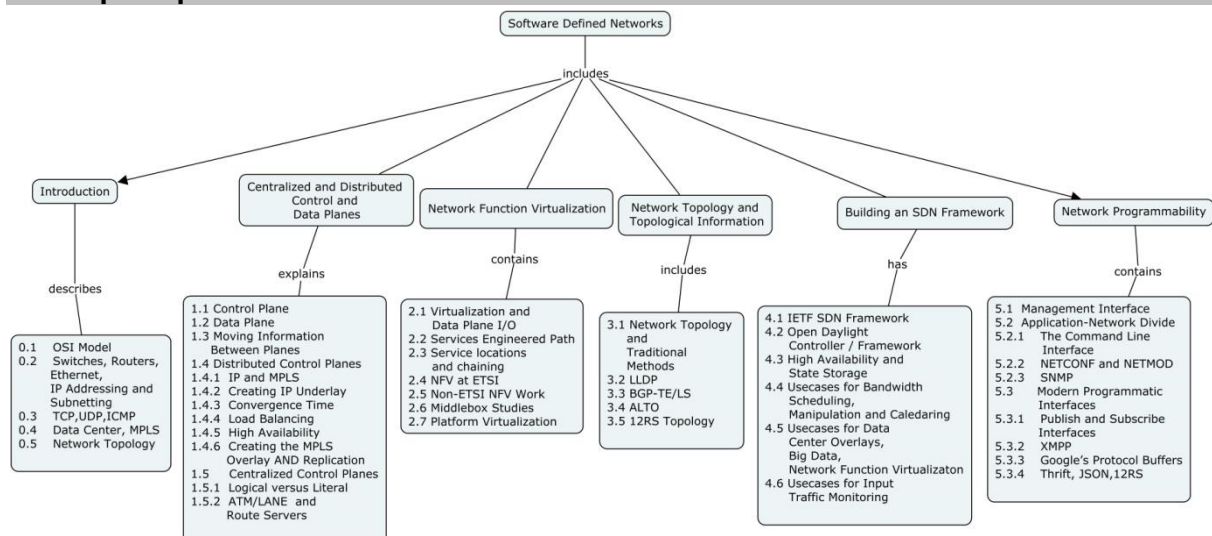 Software Defined Networks
includes
Introduction
Centralized and Distributed
Control and
Data Planes
Network Function Virtualization
Network Topology and
Topological Information
Building an SDN Framework
Network Programmability
describes
explains
contains
includes
has
contains
0.1 OSI Model
0.2 Switches, Routers,
Ethernet,
IP Addressing and
Subnetting
0.3 TCP,UDP,ICMP
0.4 Data Center, MPLS
0.5 Network Topology
1.1 Control Plane
1.2 Data Plane
1.3 Moving Information
Between Planes
1.4 Distributed Control Planes
1.4.1 IP and MPLS
1.4.2 Creating IP Underlay
1.4.3 Convergence Time
1.4.4 Load Balancing
1.4.5 High Availability
1.4.6 Creating the MPLS
Overlay AND Replication
1.5 Centralized Control Planes
1.5.1 Logical versus Literal
1.5.2 ATM/LANE and
Route Servers
2.1 Virtualization and
Data Plane I/O
2.2 Services Engineered Path
2.3 Service locations
and chaining
2.4 NFV at ETSI
2.5 Non-ETSI NFV Work
2.6 Middlebox Studies
2.7 Platform Virtualization
3.1 Network Topology
and
Traditional
Methods
3.2 LLDP
3.3 BGP-TE/LS
3.4 ALTO
3.5 12RS Topology
4.1 IETF SDN Framework
4.2 Open Daylight
Controller / Framework
4.3 High Availability and
State Storage
4.4 Usecases for Bandwidth
Scheduling,
Manipulation and Caledaring
4.5 Usecases for Data
Center Overlays,
Big Data,
Network Function Virtualizaton
4.6 Usecases for Input
Traffic Monitoring
5.1 Management Interface
5.2 Application-Network Divide
5.2.1 The Command Line
Interface
5.2.2 NETCONF and NETMOD
5.2.3 SNMP
5.3 Modern Programmatic
Interfaces
5.3.1 Publish and Subscribe
Interfaces
5.3.2 XMPP
5.3.3 Google's Protocol Buffers
5.3.4 Thrift, JSON,12RS